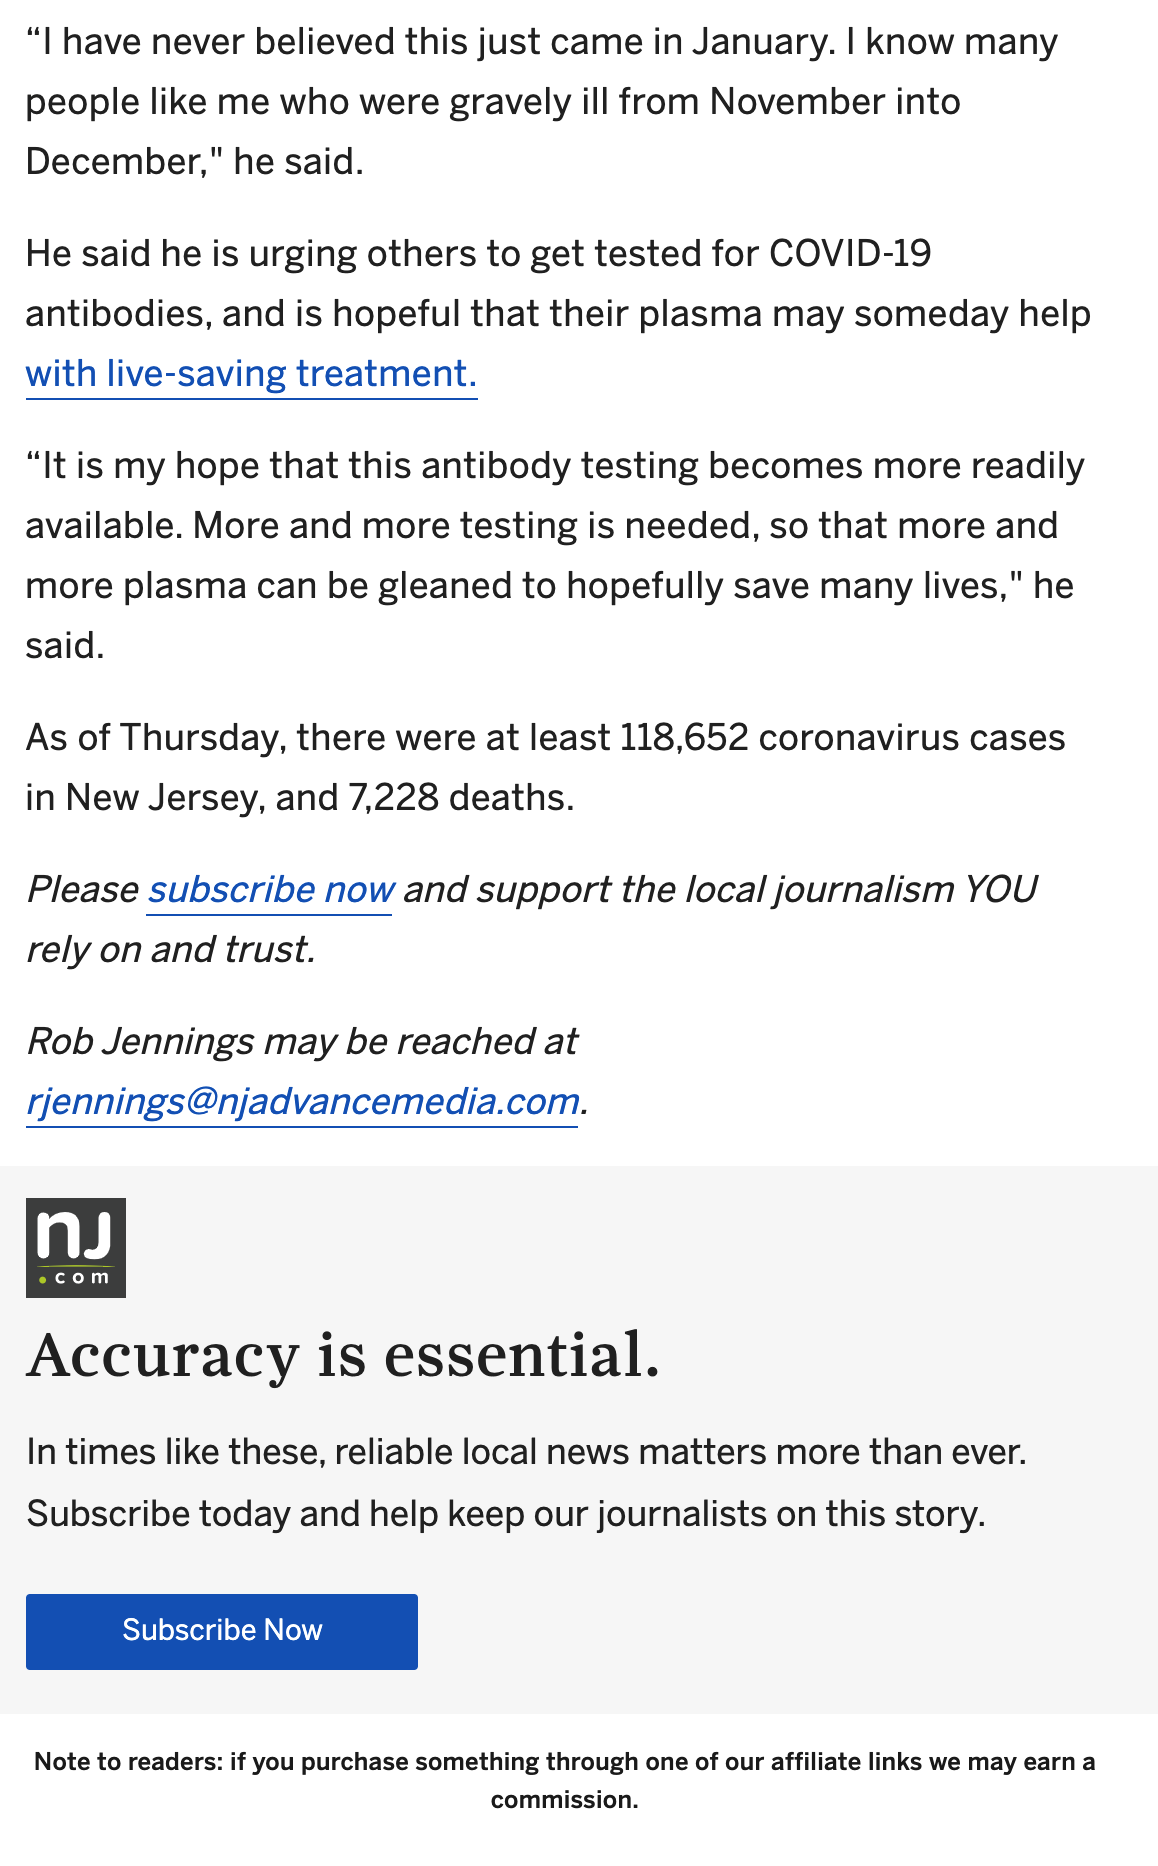 “I have never believed this just came in January. I know many
people like me who were gravely ill from November into
December," he said.
He said he is urging others to get tested for COVID-19
antibodies, and is hopeful that their plasma may someday help
with live-saving treatment.
“It is my hope that this antibody testing becomes more readily
available. More and more testing is needed, so that more and
more plasma can be gleaned to hopefully save many lives," he
said.
As of Thursday, there were at least 118,652 coronavirus cases
in New Jersey, and 7,228 deaths.
Please subscribe now and support the local journalism YOU
rely on and trust.
Rob Jennings may be reached at
rjennings@njadvancemedia.com.
nj
.com
Accuracy is essential.
In times like these, reliable local news matters more than ever.
Subscribe today and help keep our journalists on this story.
Subscribe Now
Note to readers: if you purchase something through one of our affiliate links we may earn a
commission.